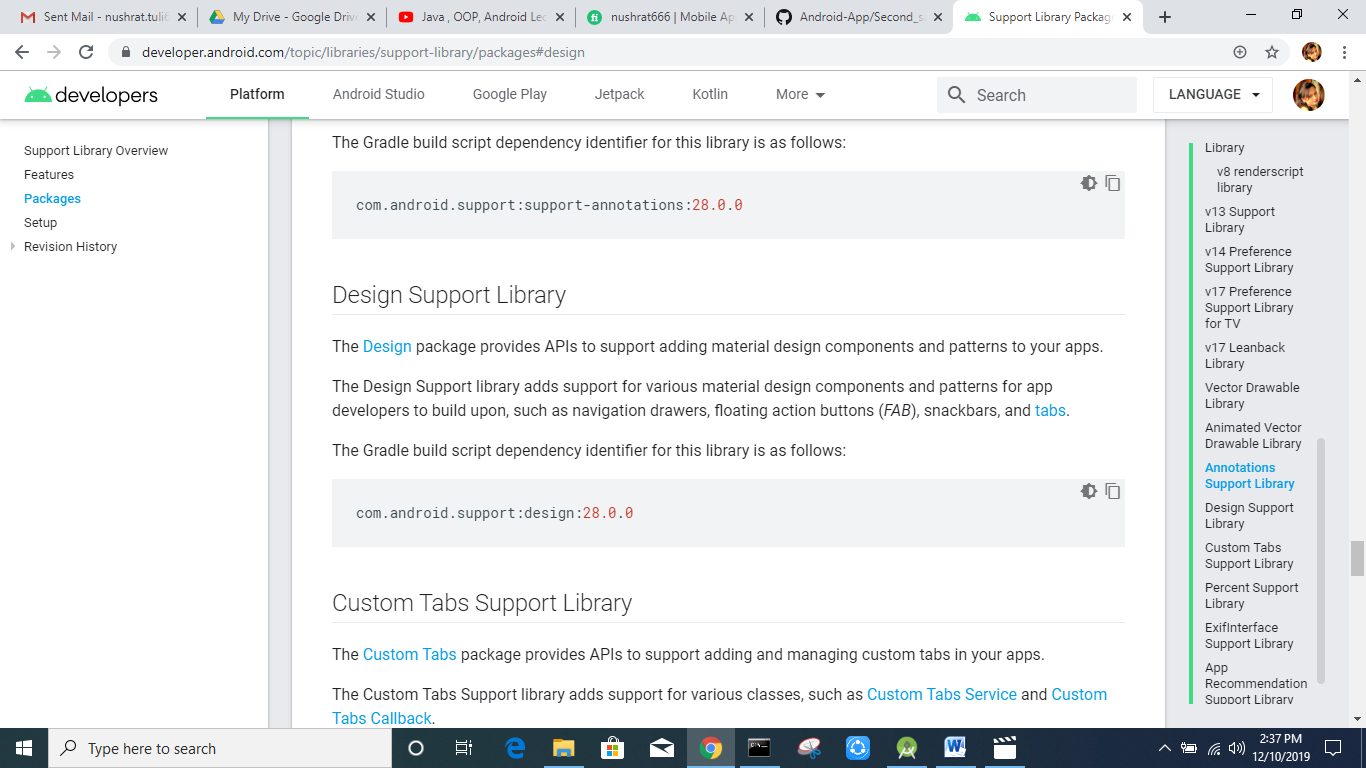 Sent Mail - nushrat.tuli6
My Drive - Google Drive
Java , OOP, Android Lec
nushrat666 | Mobile Ap
Android-App/Second_s
Support Library Package
developer.android.com/topic/libraries/support-library/packages#design
developers
Platform
Android Studio
Google Play
Jetpack
Kotlin
More
Search
LANGUAGE
Support Library Overview
Features
Packages
Setup
Revision History
The Gradle build script dependency identifier for this library is as follows:
com.android.support:support-annotations:28.0.0
Design Support Library
The Design package provides APIs to support adding material design components and patterns to your apps.
The Design Support library adds support for various material design components and patterns for app
developers to build upon, such as navigation drawers, floating action buttons (FAB), snackbars, and tabs.
The Gradle build script dependency identifier for this library is as follows:
com.android.support:design:28.0.0
Custom Tabs Support Library
The Custom Tabs package provides APIs to support adding and managing custom tabs in your apps.
The Custom Tabs Support library adds support for various classes, such as Custom Tabs Service and Custom
Tabs Callback.
Library
v8 renderscript
library
v13 Support
Library
v14 Preference
Support Library
v17 Preference
Support Library
for TV
v17 Leanback
Library
Vector Drawable
Library
Animated Vector
Drawable Library
Annotations
Support Library
Design Support
Library
Custom Tabs
Support Library
Percent Support
Library
ExifInterface
Support Library
App
Recommendation
Support Library
Type here to search
2:37 PM
12/10/2019